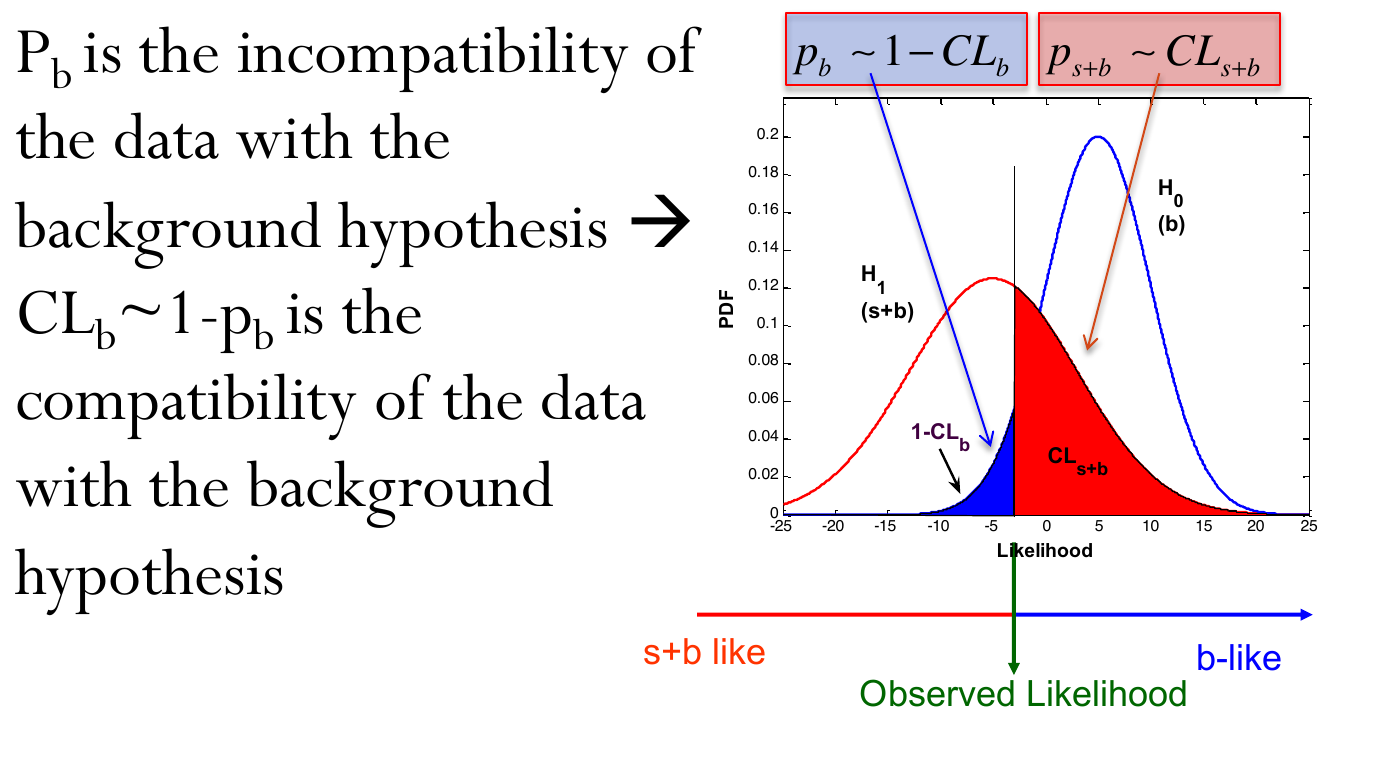 P_b is the incompatibility of
the data with the
background hypothesis →
CL_b~1-p_b is the
compatibility of the data
with the background
hypothesis
p_b ~ 1 − CL_b
p_{s+b} ~ CL_{s+b}
0.2
0.18
0.16
0.14
0.12
0.1
0.08
0.06
0.04
0.02
0
PDF
H_0
(b)
H_1
(s+b)
1-CL_b
CL_{s+b}
-25 -20 -15 -10 -5 0 5 10 15 20 25
Likelihood
s+b like
b-like
Observed Likelihood